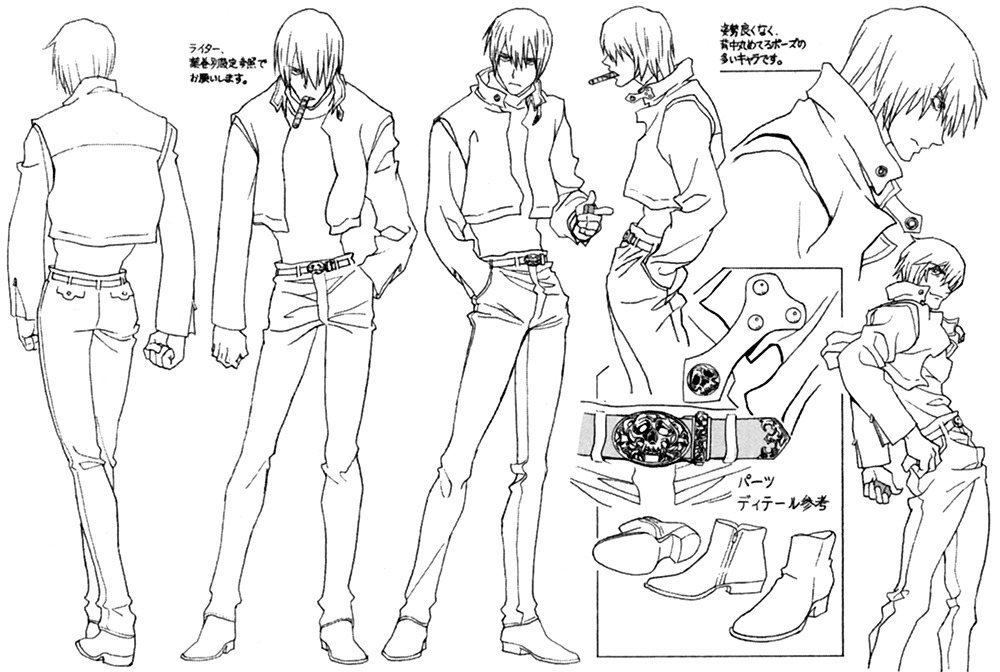 ライター、
葉巻別設定参照で
お願いします。
姿勢良くなく、
背中丸めてるポーズの
多いキャラです。
パーツ
ディテール参考